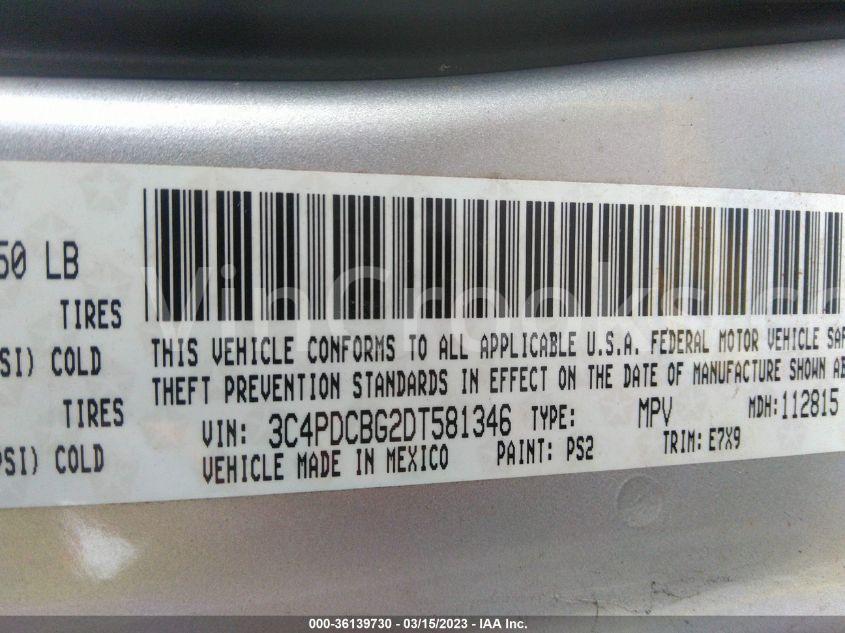 50 LB
TIRES
SI) COLD
TIRES
PSI) COLD
THIS VEHICLE CONFORMS TO ALL APPLICABLE U.S.A. FEDERAL MOTOR VEHICLE SAF
THEFT PREVENTION STANDARDS IN EFFECT ON THE DATE OF MANUFACTURE SHOWN AB
VIN: 3C4PDCBG2DT581346 TYPE: MPV MDH:112815
VEHICLE MADE IN MEXICO PAINT: PS2 TRIM: E7X9
VinCrooks.com
000-36139730 - 03/15/2023 - IAA Inc.